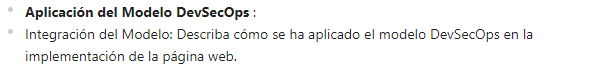 Aplicación del Modelo DevSecOps :
Integración del Modelo: Describa cómo se ha aplicado el modelo DevSecOps en la
implementación de la página web.